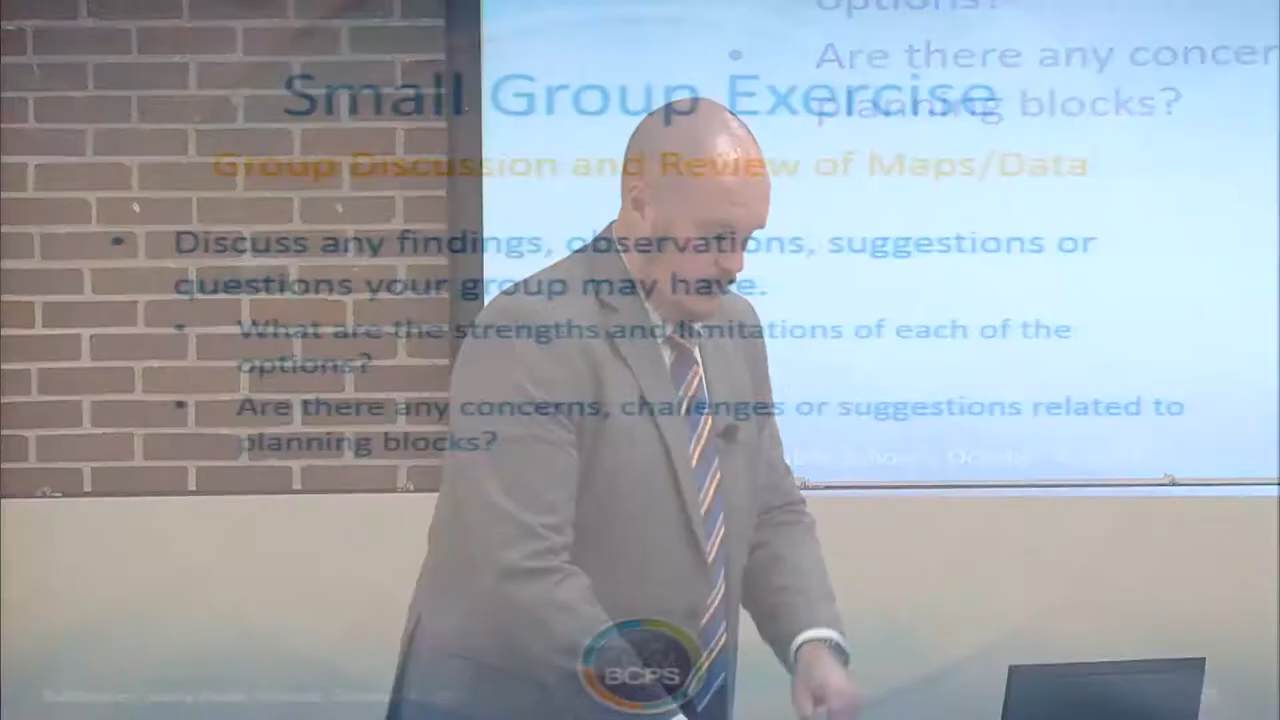 options?
• Are there any concer
planning blocks?
Small Group Exercise
Group Discussion and Review of Maps/Data
• Discuss any findings, observations, suggestions or
questions your group may have.
• What are the strengths and limitations of each of the
options?
• Are there any concerns, challenges or suggestions related to
planning blocks?
BCPS